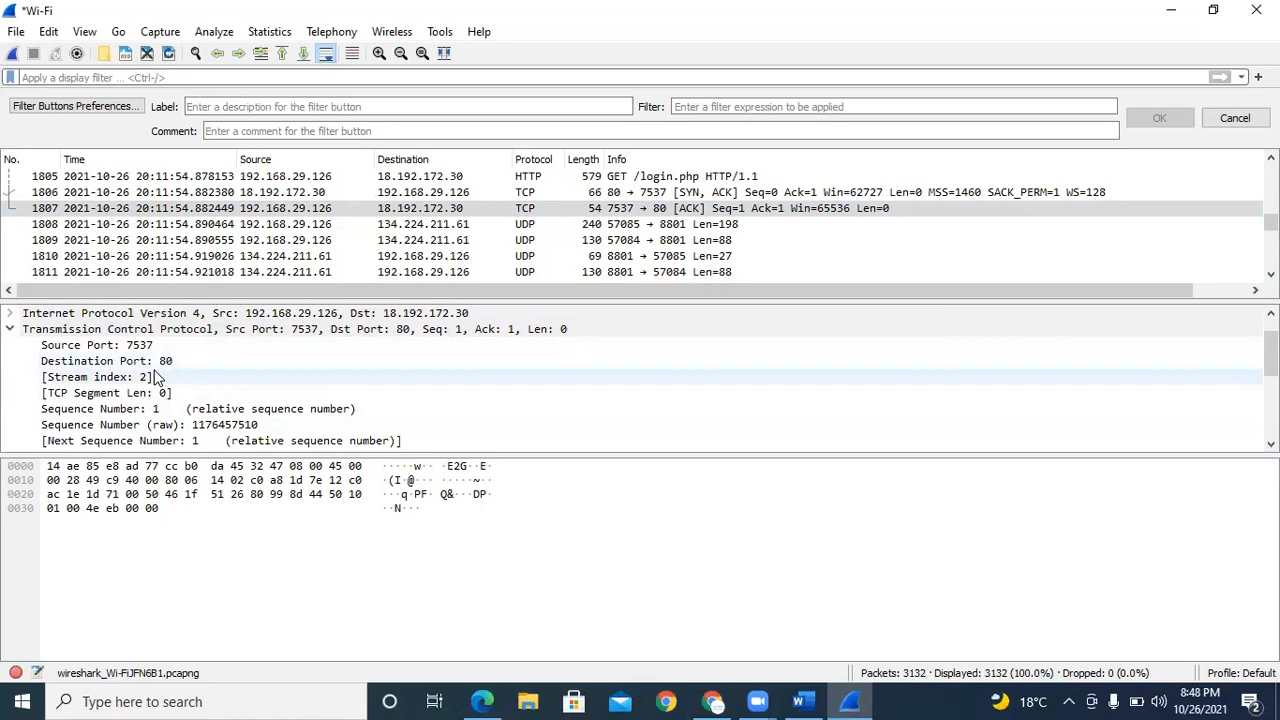 *Wi-Fi
File Edit View Go Capture Analyze Statistics Telephony Wireless Tools Help
Apply a display filter ... <Ctrl-/>
Filter Buttons Preferences... Label: Enter a description for the filter button Filter: Enter a filter expression to be applied OK Cancel
Comment: Enter a comment for the filter button
No. Time Source Destination Protocol Length Info
1805 2021-10-26 20:11:54.878153 192.168.29.126 18.192.172.30 HTTP 579 GET /login.php HTTP/1.1
1806 2021-10-26 20:11:54.882380 18.192.172.30 192.168.29.126 TCP 66 80 → 7537 [SYN, ACK] Seq=0 Ack=1 Win=62727 Len=0 MSS=1460 SACK_PERM=1 WS=128
1807 2021-10-26 20:11:54.882449 192.168.29.126 18.192.172.30 TCP 54 7537 → 80 [ACK] Seq=1 Ack=1 Win=65536 Len=0
1808 2021-10-26 20:11:54.890464 192.168.29.126 134.224.211.61 UDP 240 57085 → 8801 Len=198
1809 2021-10-26 20:11:54.890555 192.168.29.126 134.224.211.61 UDP 130 57084 → 8801 Len=88
1810 2021-10-26 20:11:54.919026 134.224.211.61 192.168.29.126 UDP 69 8801 → 57085 Len=27
1811 2021-10-26 20:11:54.921018 134.224.211.61 192.168.29.126 UDP 130 8801 → 57084 Len=88
Internet Protocol Version 4, Src: 192.168.29.126, Dst: 18.192.172.30
Transmission Control Protocol, Src Port: 7537, Dst Port: 80, Seq: 1, Ack: 1, Len: 0
Source Port: 7537
Destination Port: 80
[Stream index: 2]
[TCP Segment Len: 0]
Sequence Number: 1 (relative sequence number)
Sequence Number (raw): 1176457510
[Next Sequence Number: 1 (relative sequence number)]
0000 14 ae 85 e8 ad 77 cc b0 da 45 32 47 08 00 45 00 ·····w·· ·E2G··E·
0010 00 28 49 c9 40 00 80 06 14 02 c0 a8 1d 7e 12 c0 ·(I·@··· ·····~··
0020 ac 1e 1d 71 00 50 46 1f 51 26 80 99 8d 44 50 10 ···q·PF· Q&···DP·
0030 01 00 4e eb 00 00 ··N···
wireshark_Wi-FiJFN6B1.pcapng Packets: 3132 · Displayed: 3132 (100.0%) · Dropped: 0 (0.0%) Profile: Default
Type here to search 18°C 8:48 PM
10/26/2021 2